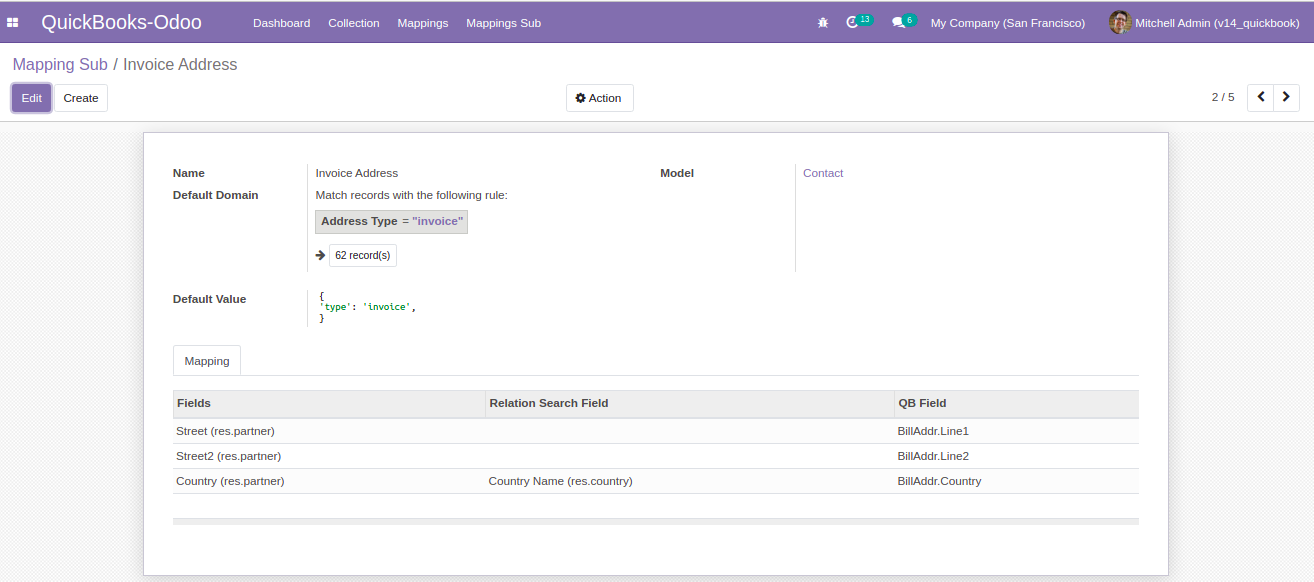 QuickBooks-Odoo Dashboard Collection Mappings Mappings Sub 13 6 My Company (San Francisco) Mitchell Admin (v14_quickbook)
Mapping Sub / Invoice Address
Edit Create Action 2 / 5
Name Invoice Address Model Contact
Default Domain Match records with the following rule:
Address Type = "invoice"
62 record(s)
Default Value {
'type': 'invoice',
}
Mapping
Fields Relation Search Field QB Field
Street (res.partner) BillAddr.Line1
Street2 (res.partner) BillAddr.Line2
Country (res.partner) Country Name (res.country) BillAddr.Country